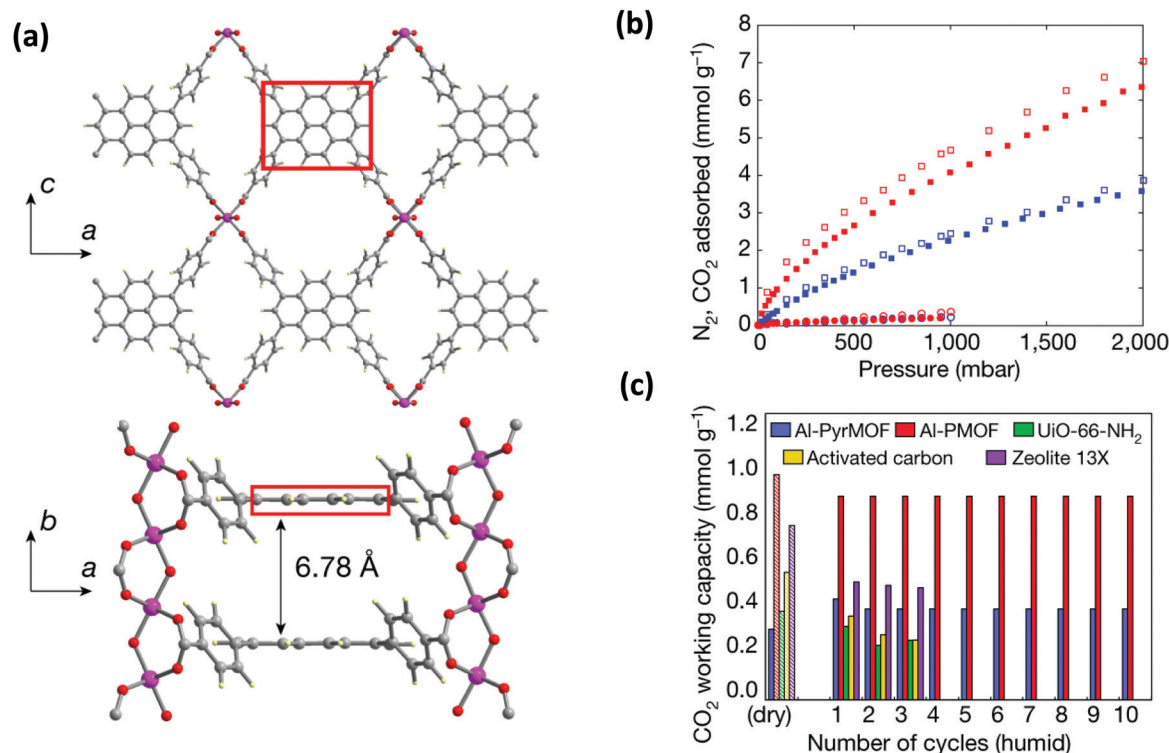 (a)
c
a
b
a
6.78 Å
(b)
N₂, CO₂ adsorbed (mmol g⁻¹)
8
7
6
5
4
3
2
1
0
0 500 1,000 1,500 2,000
Pressure (mbar)
(c)
CO₂ working capacity (mmol g⁻¹)
1.2
1.0
0.8
0.6
0.4
0.2
0.0
Al-PyrMOF Al-PMOF UiO-66-NH₂
Activated carbon Zeolite 13X
(dry) 1 2 3 4 5 6 7 8 9 10
Number of cycles (humid)